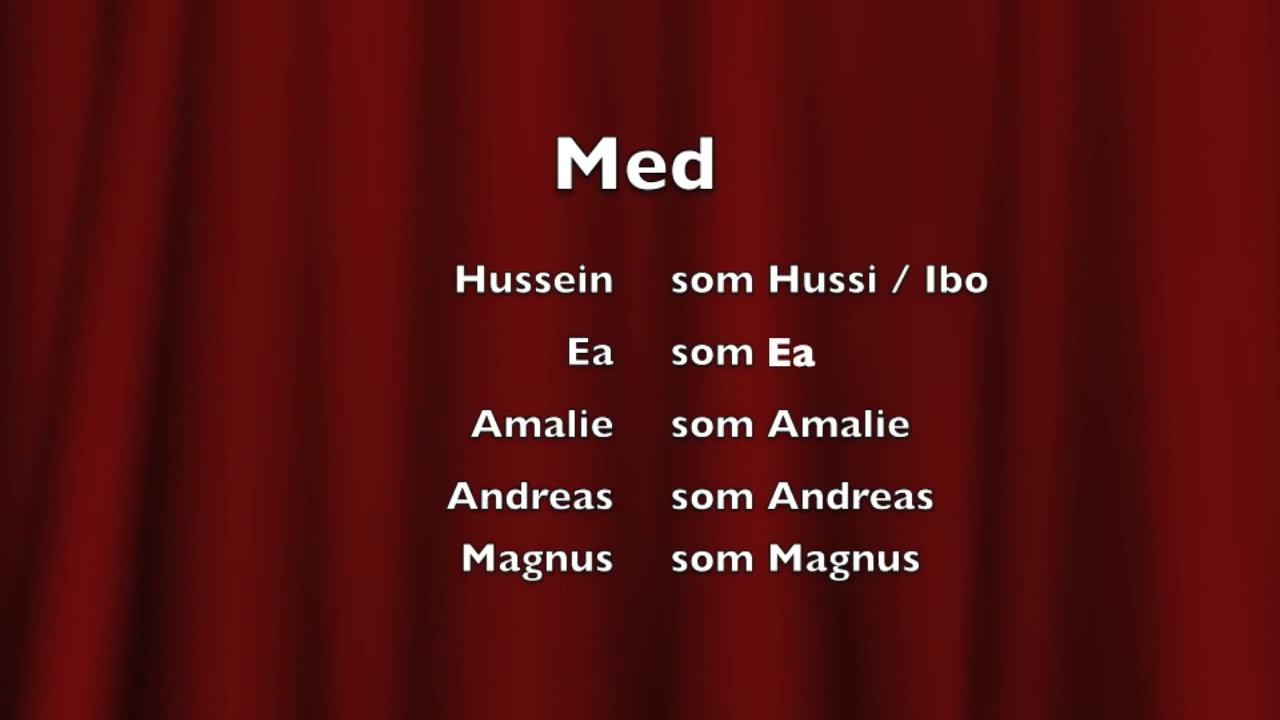 Med
Hussein som Hussi / Ibo
Ea som Ea
Amalie som Amalie
Andreas som Andreas
Magnus som Magnus